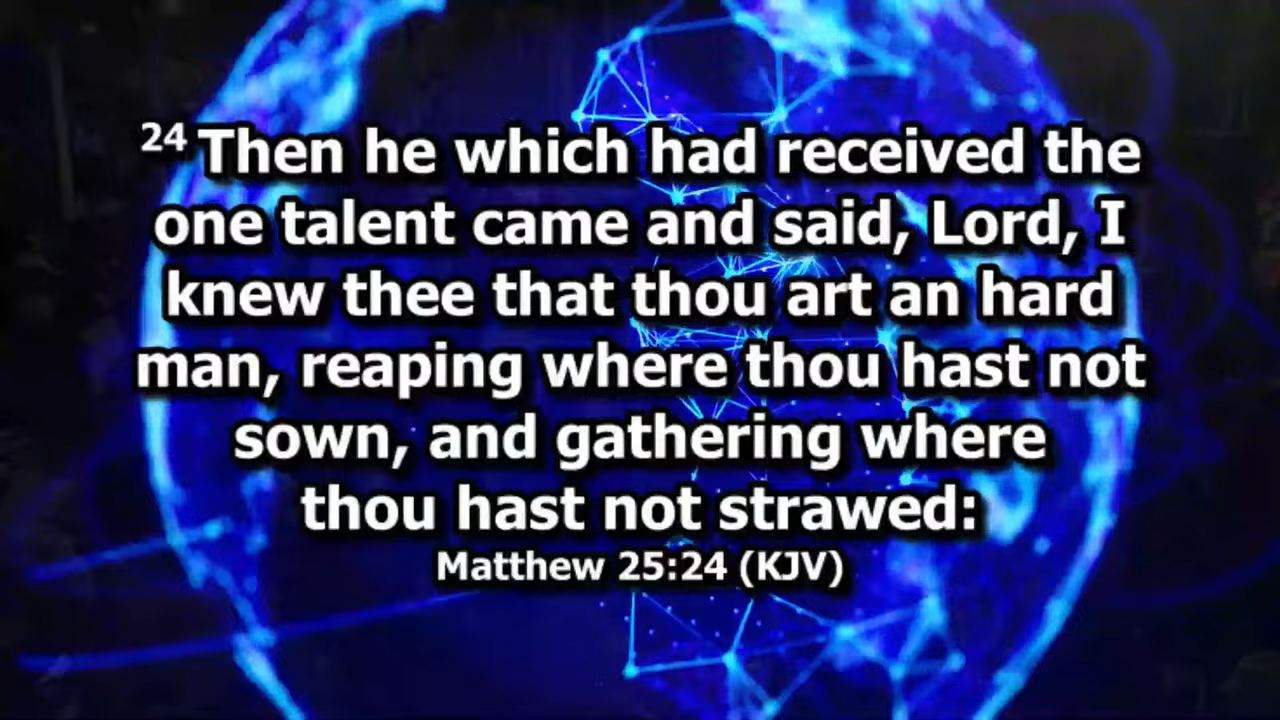 24 Then he which had received the
one talent came and said, Lord, I
knew thee that thou art an hard
man, reaping where thou hast not
sown, and gathering where
thou hast not strawed:
Matthew 25:24 (KJV)